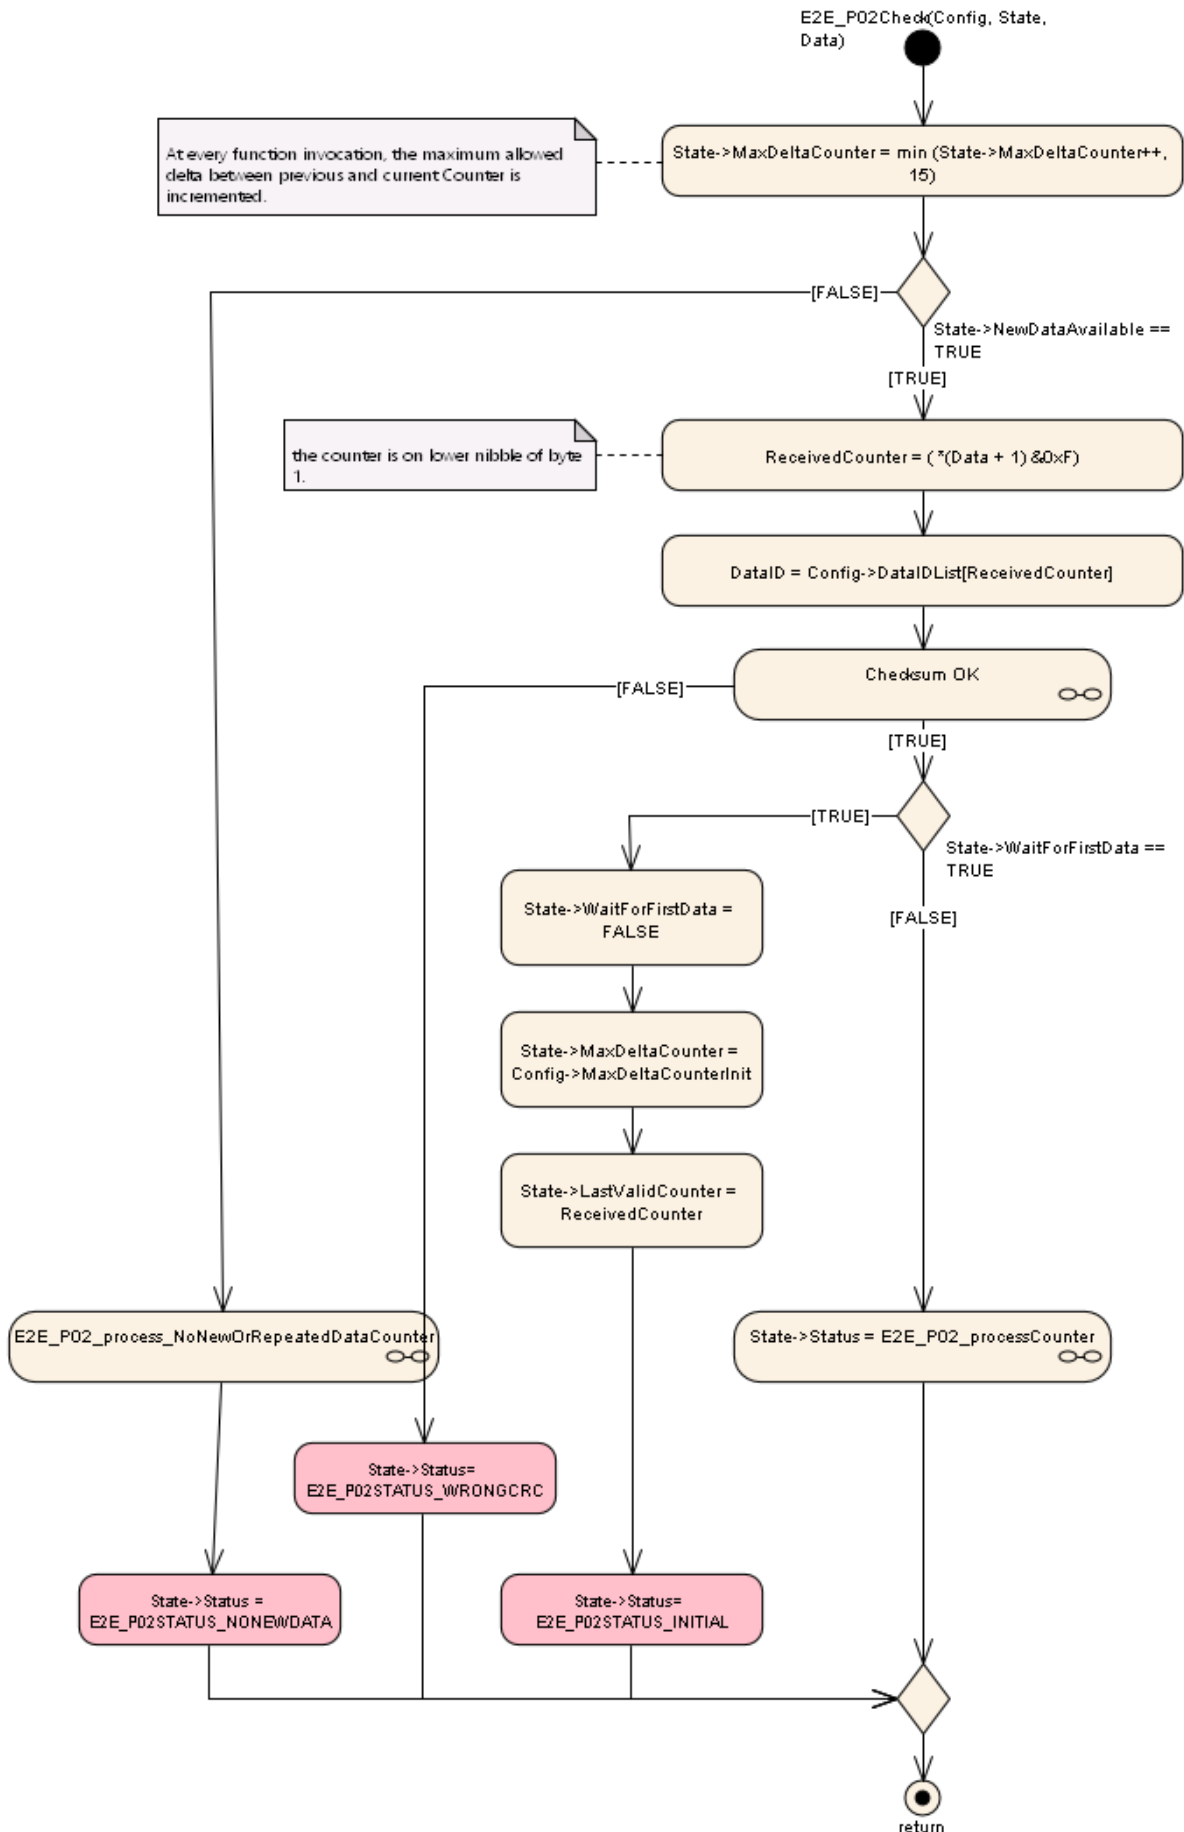 E2E_P02Check(Config, State,
Data)
At every function invocation, the maximum allowed
delta between previous and current Counter is
incremented.
State->MaxDeltaCounter = min (State->MaxDeltaCounter++,
15)
[FALSE]
State->NewDataAvailable ==
TRUE
[TRUE]
the counter is on lower nibble of byte
1.
ReceivedCounter = ( *(Data + 1) &0xF)
DataID = Config->DataIDList[ReceivedCounter]
Checksum OK
[FALSE]
[TRUE]
[TRUE]
State->WaitForFirstData ==
TRUE
State->WaitForFirstData =
FALSE
[FALSE]
State->MaxDeltaCounter =
Config->MaxDeltaCounterInit
State->LastValidCounter =
ReceivedCounter
E2E_P02_process_NoNewOrRepeatedDataCounter
State->Status = E2E_P02_processCounter
State->Status=
E2E_P02STATUS_WRONGCRC
State->Status =
E2E_P02STATUS_NONEWDATA
State->Status=
E2E_P02STATUS_INITIAL
return